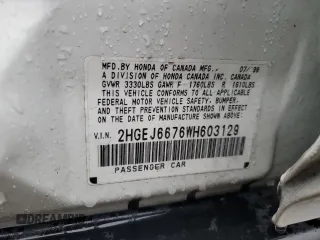 MFD.BY HONDA OF CANADA MFG., 07/98
A DIVISION OF HONDA CANADA INC. CANADA
GVWR 3330LBS GAWR F 1760LBS R 1610LBS
THIS VEHICLE CONFORMS TO ALL APPLICABLE
FEDERAL MOTOR VEHICLE SAFETY, BUMPER,
AND THEFT PREVENTION STANDARDS IN
EFFECT ON THE DATE OF MANUFACTURE SHOWN
ABOVE.
V.I.N. 2HGEJ6676WH603129
PASSENGER CAR